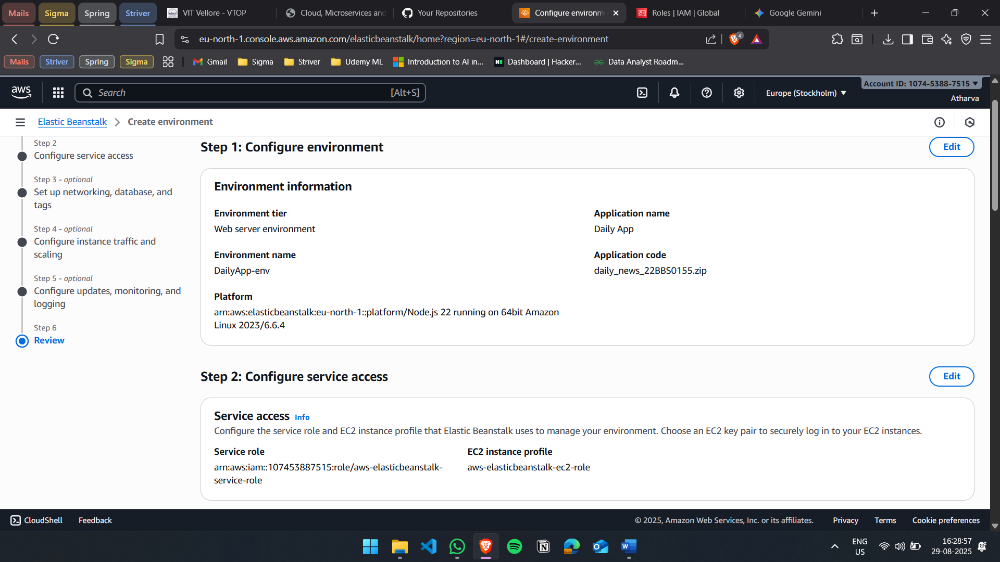 Mails
Sigma
Spring
Striver
VIT Vellore - VTOP
Cloud, Microservices and
Your Repositories
Configure environm
Roles | IAM | Global
Google Gemini
eu-north-1.console.aws.amazon.com/elasticbeanstalk/home?region=eu-north-1#/create-environment
4
Mails
Striver
Spring
Sigma
Gmail
Sigma
Striver
Udemy ML
Introduction to AI in...
Dashboard | Hacker...
Data Analyst Roadm...
aws
Search
[Alt+S]
Europe (Stockholm)
Account ID: 1074-5388-7515
Atharva
Elastic Beanstalk
Create environment
Step 2
Configure service access
Step 3 - optional
Set up networking, database, and
tags
Step 4 - optional
Configure instance traffic and
scaling
Step 5 - optional
Configure updates, monitoring, and
logging
Step 6
Review
Step 1: Configure environment
Edit
Environment information
Environment tier
Web server environment
Application name
Daily App
Environment name
DailyApp-env
Application code
daily_news_22BBS0155.zip
Platform
arn:aws:elasticbeanstalk:eu-north-1::platform/Node.js 22 running on 64bit Amazon
Linux 2023/6.6.4
Step 2: Configure service access
Edit
Service access Info
Configure the service role and EC2 instance profile that Elastic Beanstalk uses to manage your environment. Choose an EC2 key pair to securely log in to your EC2 instances.
Service role
arn:aws:iam::107453887515:role/aws-elasticbeanstalk-
service-role
EC2 instance profile
aws-elasticbeanstalk-ec2-role
CloudShell
Feedback
© 2025, Amazon Web Services, Inc. or its affiliates.
Privacy
Terms
Cookie preferences
ENG
US
16:28:57
29-08-2025